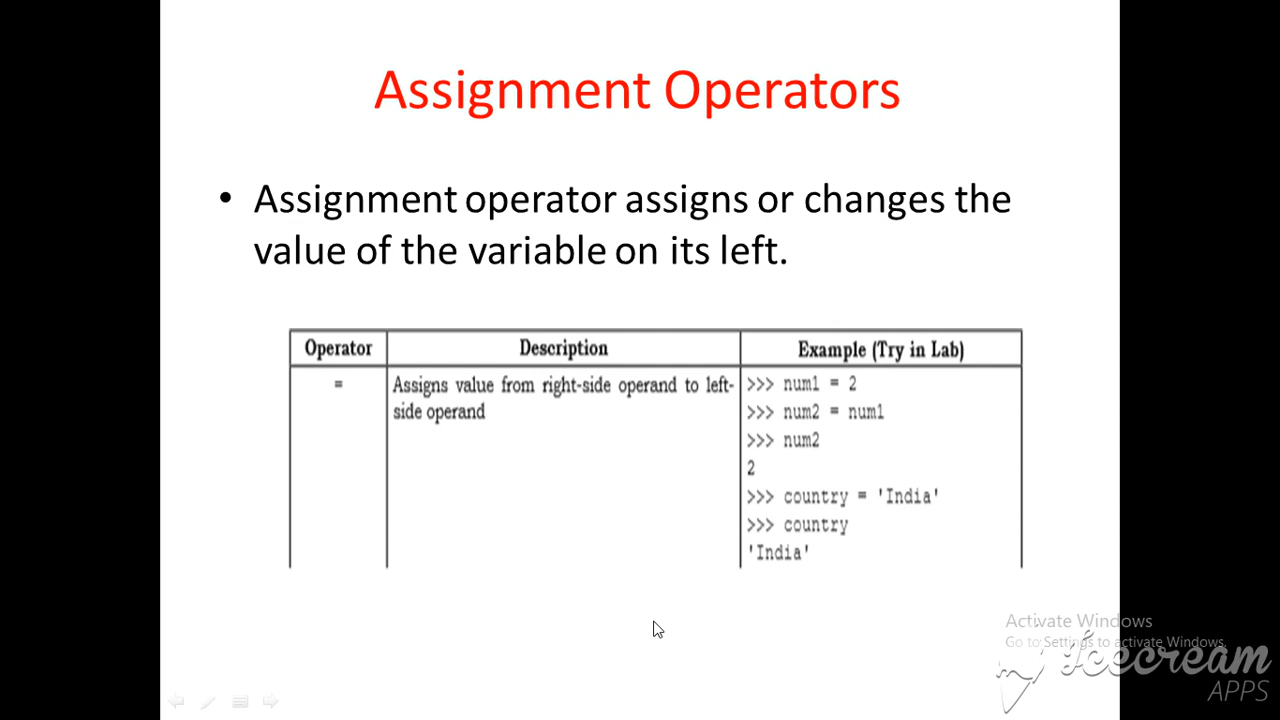 Assignment Operators
• Assignment operator assigns or changes the
value of the variable on its left.
Operator Description Example (Try in Lab)
= Assigns value from right-side operand to left- >>> num1 = 2
side operand >>> num2 = num1
>>> num2
2
>>> country = 'India'
>>> country
'India'
Activate Windows
Go to Settings to activate Windows.
Icecream
APPS